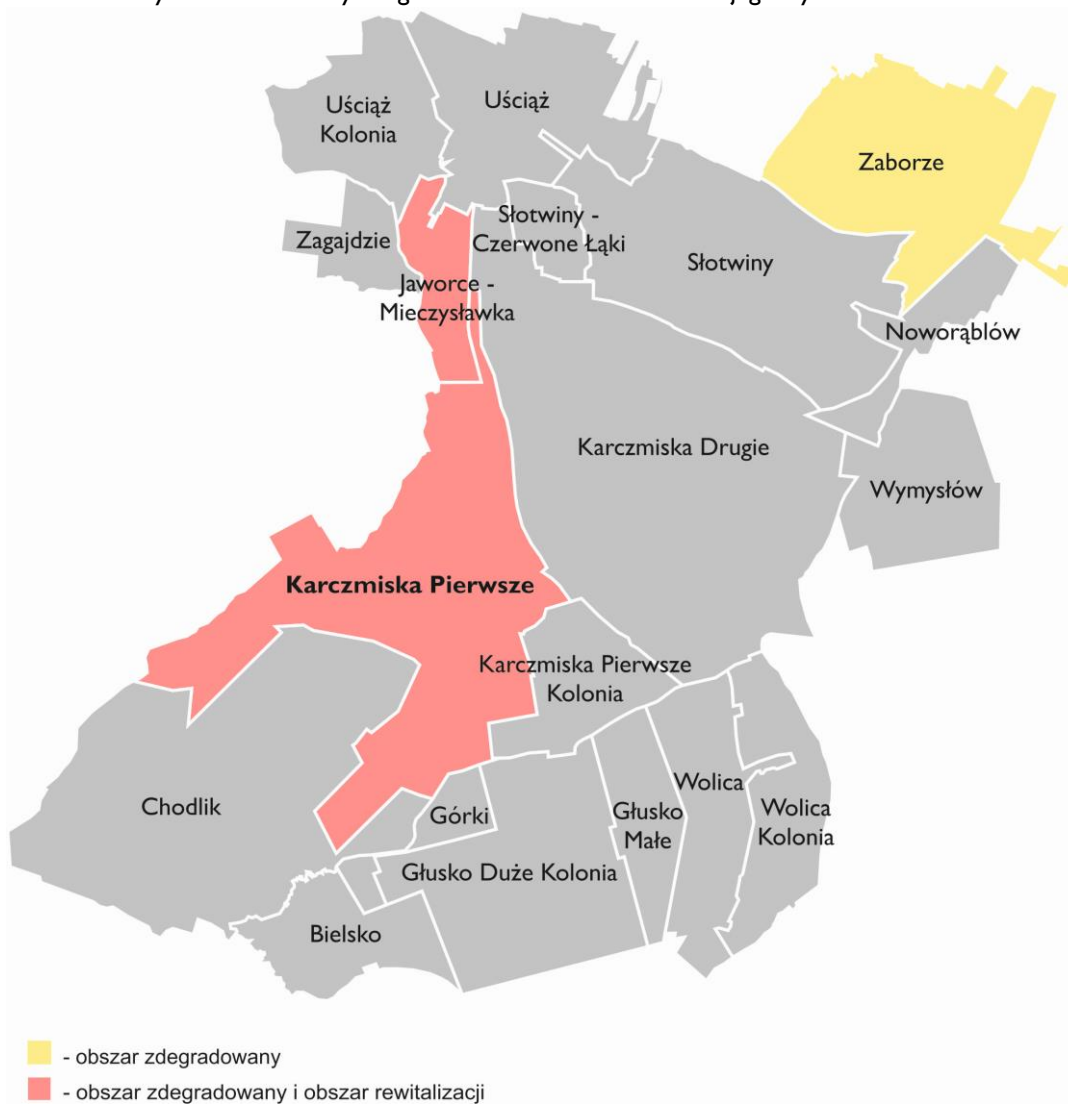 Uściąż
Kolonia
Uściąż
Zaborze
Słotwiny -
Czerwone Łąki
Zagajdzie
Słotwiny
Jaworce -
Mieczysławka
Noworąblów
Karczmiska Drugie
Wymysłów
Karczmiska Pierwsze
Karczmiska Pierwsze
Kolonia
Chodlik
Górki
Głusko
Małe
Wolica
Wolica
Kolonia
Głusko Duże Kolonia
Bielsko
- obszar zdegradowany
- obszar zdegradowany i obszar rewitalizacji